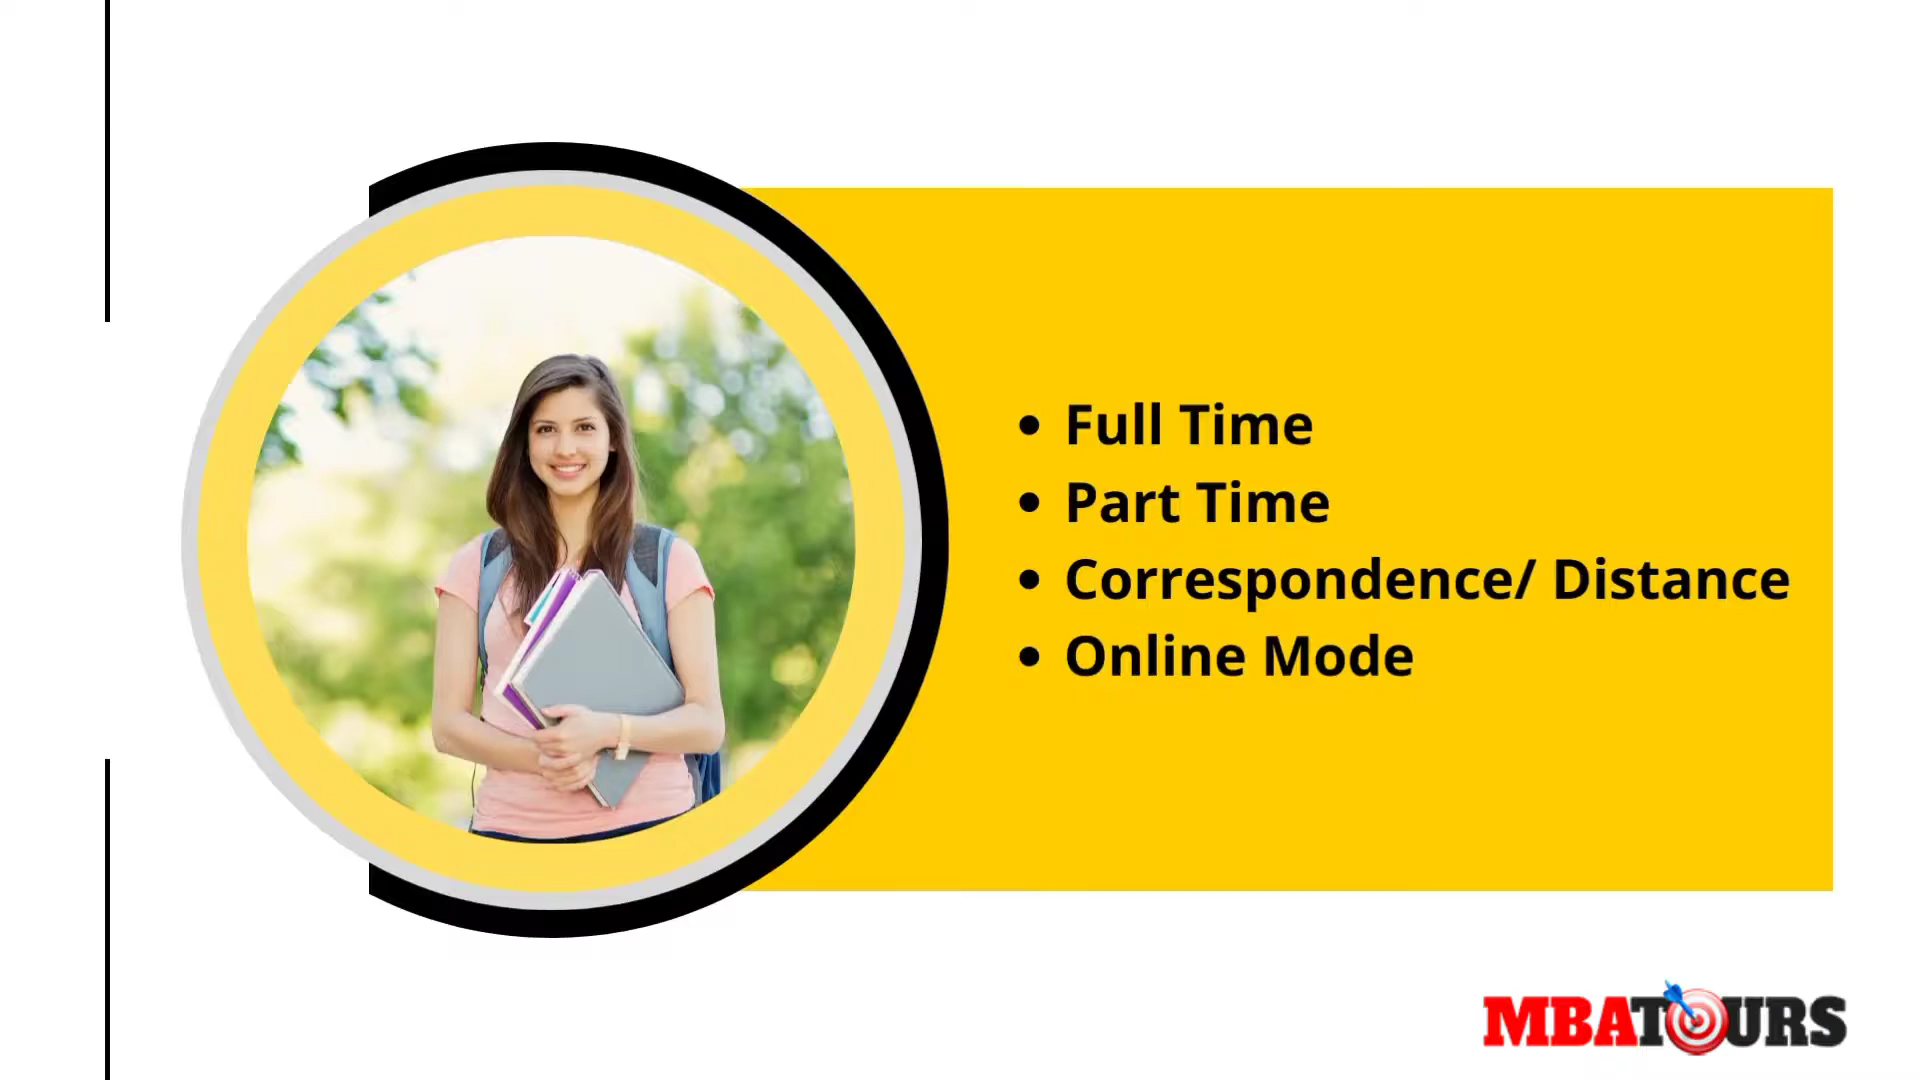 • Full Time
• Part Time
• Correspondence/ Distance
• Online Mode
MBATOURS